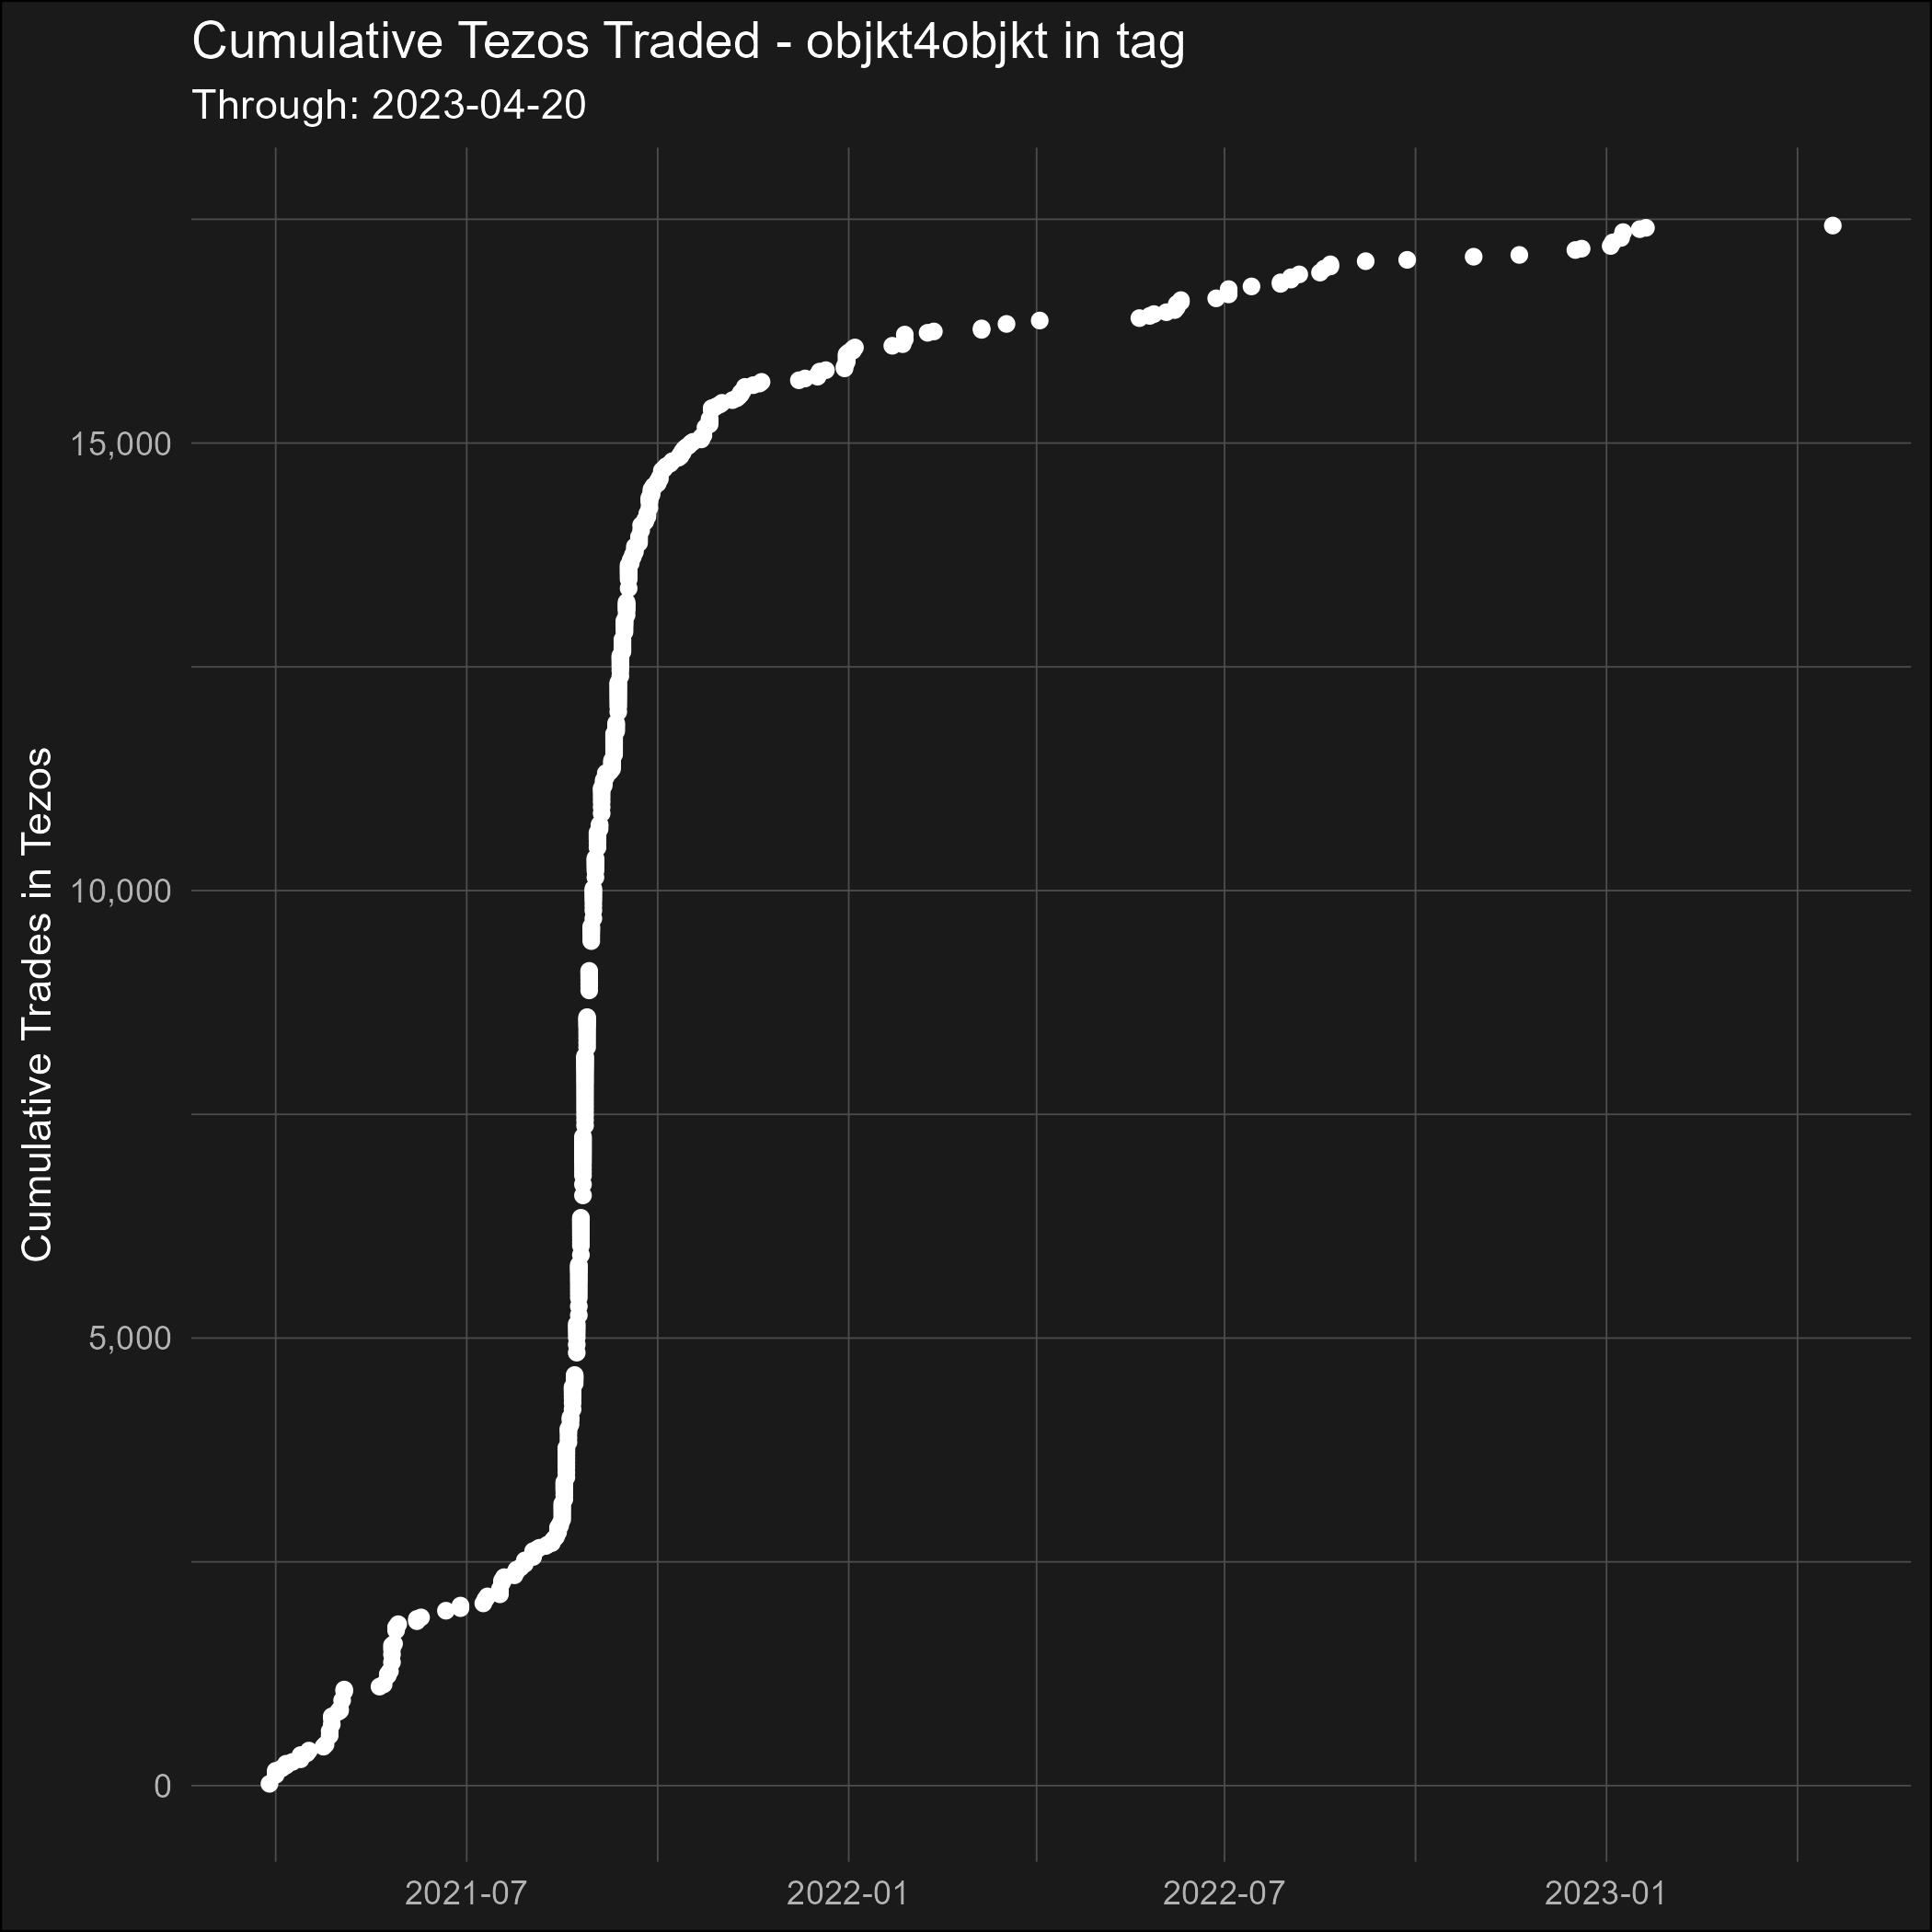 Cumulative Tezos Traded - objkt4objkt in tag
Through: 2023-04-20
Cumulative Trades in Tezos
15,000
10,000
5,000
0
2021-07
2022-01
2022-07
2023-01